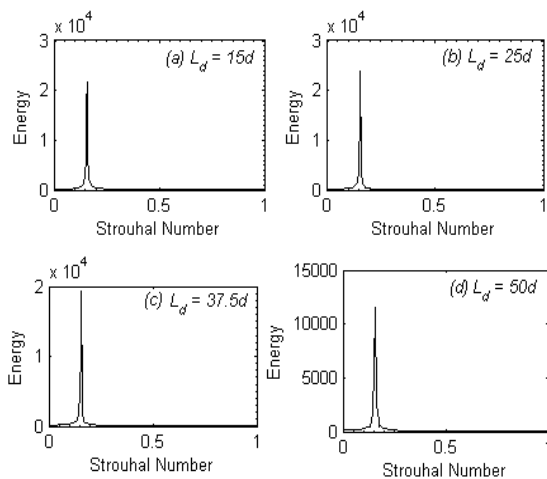 x 10^4
3
2
1
0
0
0.5
1
Energy
Strouhal Number
(a) L_d = 15d
x 10^4
3
2
1
0
0
0.5
1
Energy
Strouhal Number
(b) L_d = 25d
x 10^4
2
1
0
0
0.5
1
Energy
Strouhal Number
(c) L_d = 37.5d
15000
10000
5000
0
0
0.5
1
Energy
Strouhal Number
(d) L_d = 50d